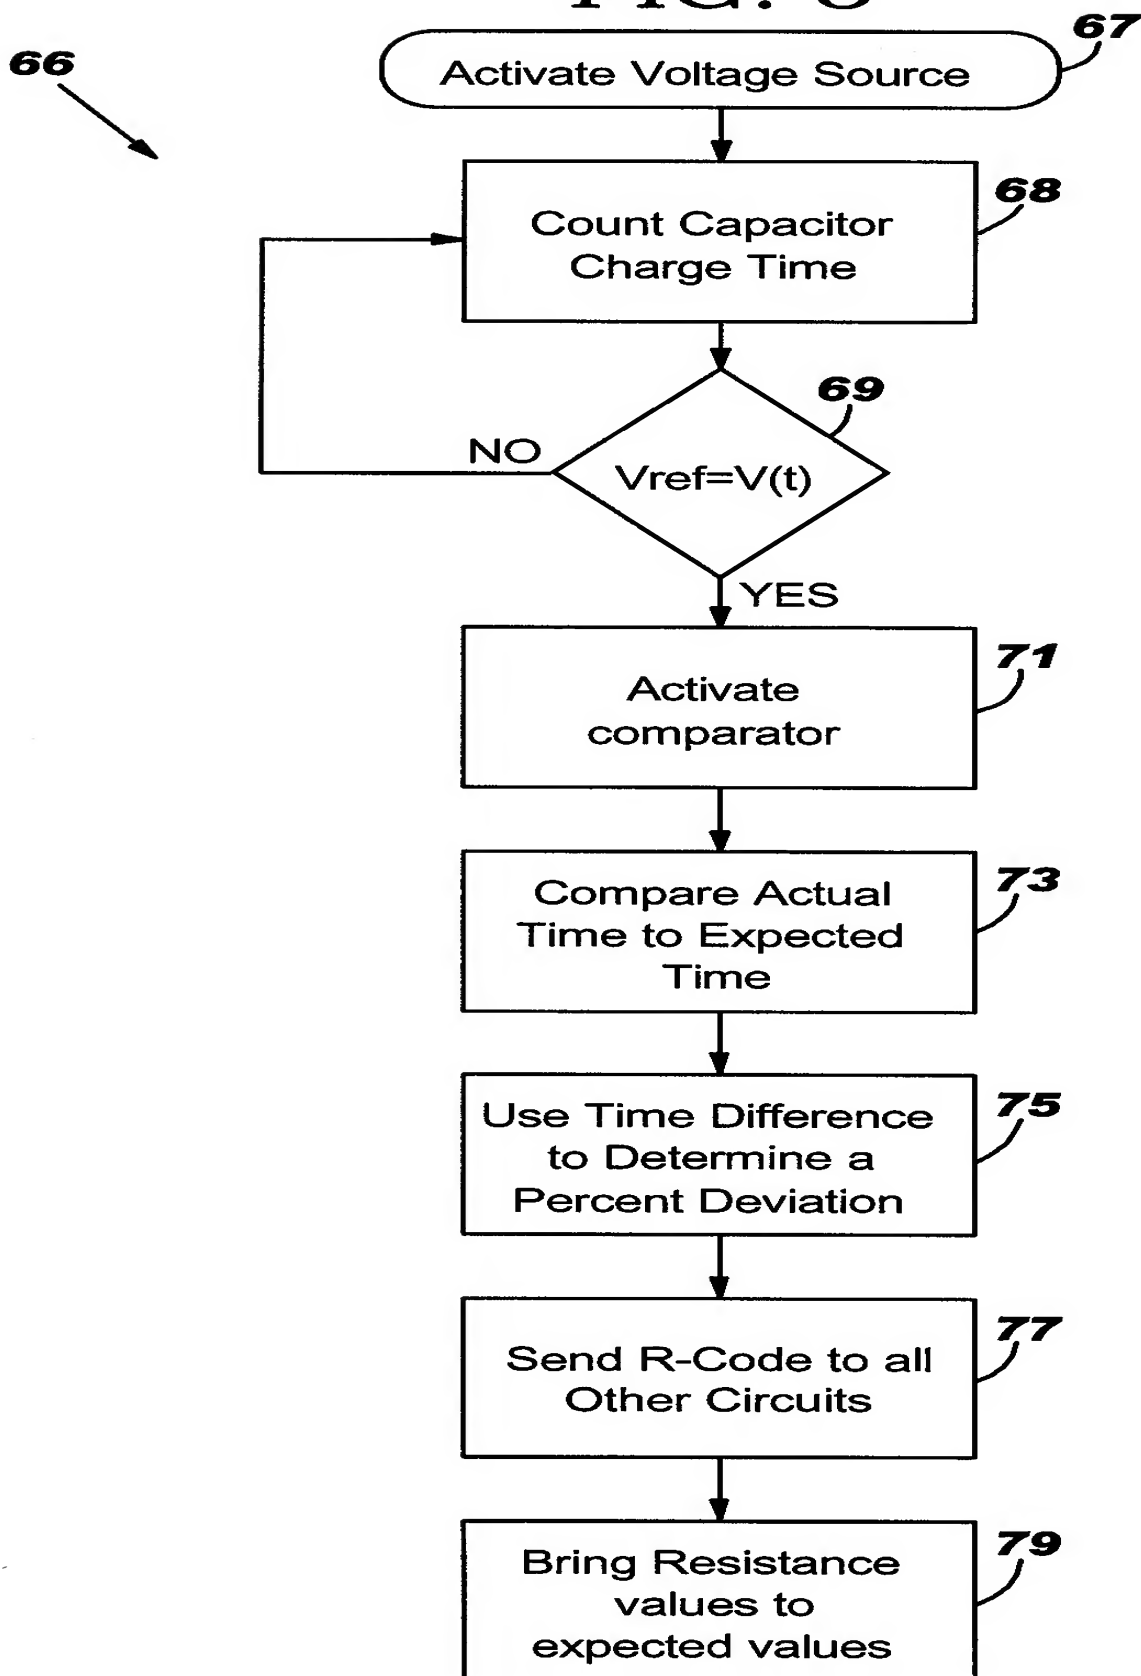 67
66
Activate Voltage Source
68
Count Capacitor
Charge Time
69
NO
Vref=V(t)
YES
71
Activate
comparator
73
Compare Actual
Time to Expected
Time
75
Use Time Difference
to Determine a
Percent Deviation
77
Send R-Code to all
Other Circuits
79
Bring Resistance
values to
expected values